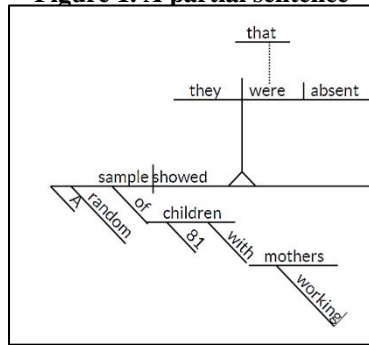 Figure 1. A partial sentence
that
they were absent
sample showed
A random of children
81 with mothers
working